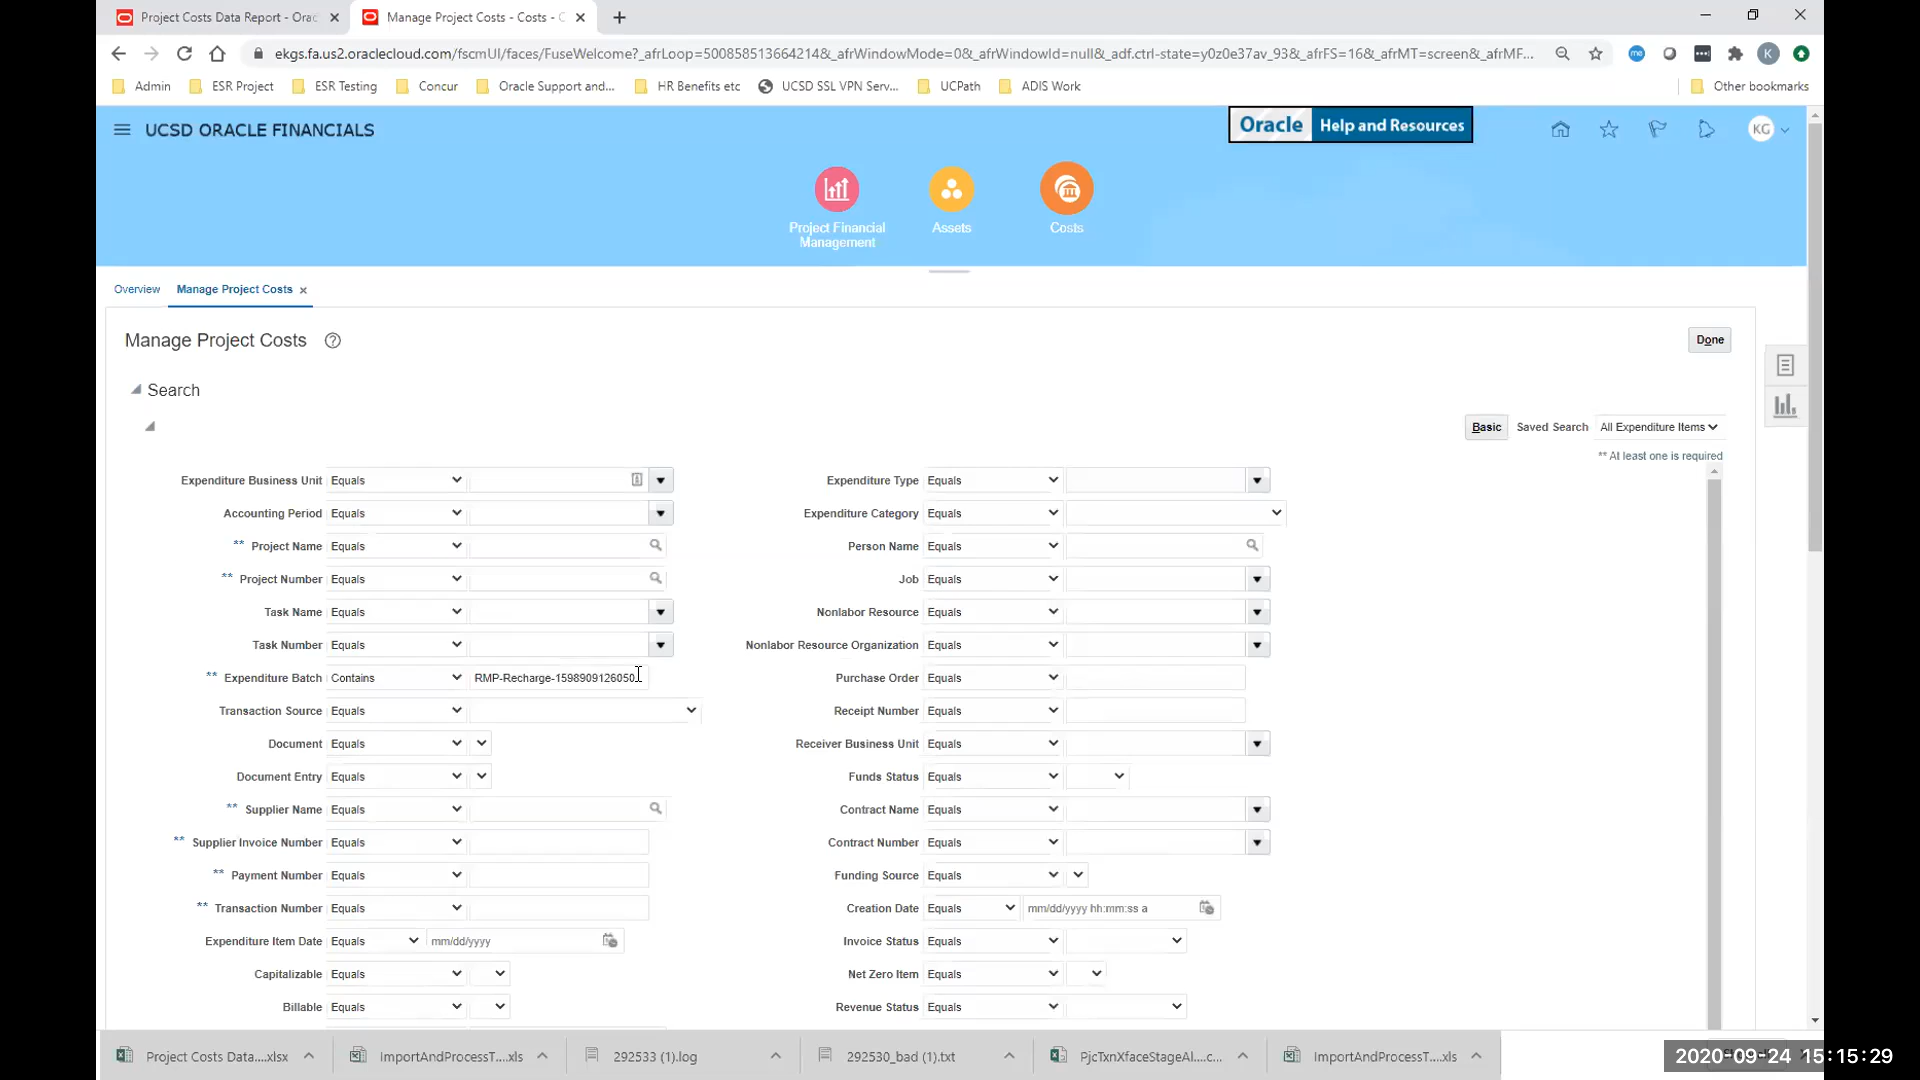 Project Costs Data Report - Orac
Manage Project Costs - Costs - C
ekgs.fa.us2.oraclecloud.com/fscmUI/faces/FuseWelcome?_afrLoop=50085851366421​4&_afrWindowMode=0&_afrWindowId=null&_adf.ctrl-state=y0z0e37av_93&_afrFS=16&_afrMT=screen&_afrMF...
Admin ESR Project ESR Testing Concur Oracle Support and... HR Benefits etc UCSD SSL VPN Serv... UCPath ADIS Work Other bookmarks
UCSD ORACLE FINANCIALS
Oracle Help and Resources
KG
Project Financial Management
Assets
Costs
Overview Manage Project Costs
Manage Project Costs
Done
Search
Basic Saved Search All Expenditure Items
** At least one is required
Expenditure Business Unit Equals
Expenditure Type Equals
Accounting Period Equals
Expenditure Category Equals
** Project Name Equals
Person Name Equals
** Project Number Equals
Job Equals
Task Name Equals
Nonlabor Resource Equals
Task Number Equals
Nonlabor Resource Organization Equals
** Expenditure Batch Contains RMP-Recharge-1598909126050
Purchase Order Equals
Transaction Source Equals
Receipt Number Equals
Document Equals
Receiver Business Unit Equals
Document Entry Equals
Funds Status Equals
** Supplier Name Equals
Contract Name Equals
** Supplier Invoice Number Equals
Contract Number Equals
** Payment Number Equals
Funding Source Equals
** Transaction Number Equals
Creation Date Equals mm/dd/yyyy hh:mm:ss a
Expenditure Item Date Equals mm/dd/yyyy
Invoice Status Equals
Capitalizable Equals
Net Zero Item Equals
Billable Equals
Revenue Status Equals
Project Costs Data....xlsx
ImportAndProcessT....xls
292533 (1).log
292530_bad (1).txt
PjcTxnXfaceStageAl....c...
ImportAndProcessT....xls
2020-09-24 15:15:29